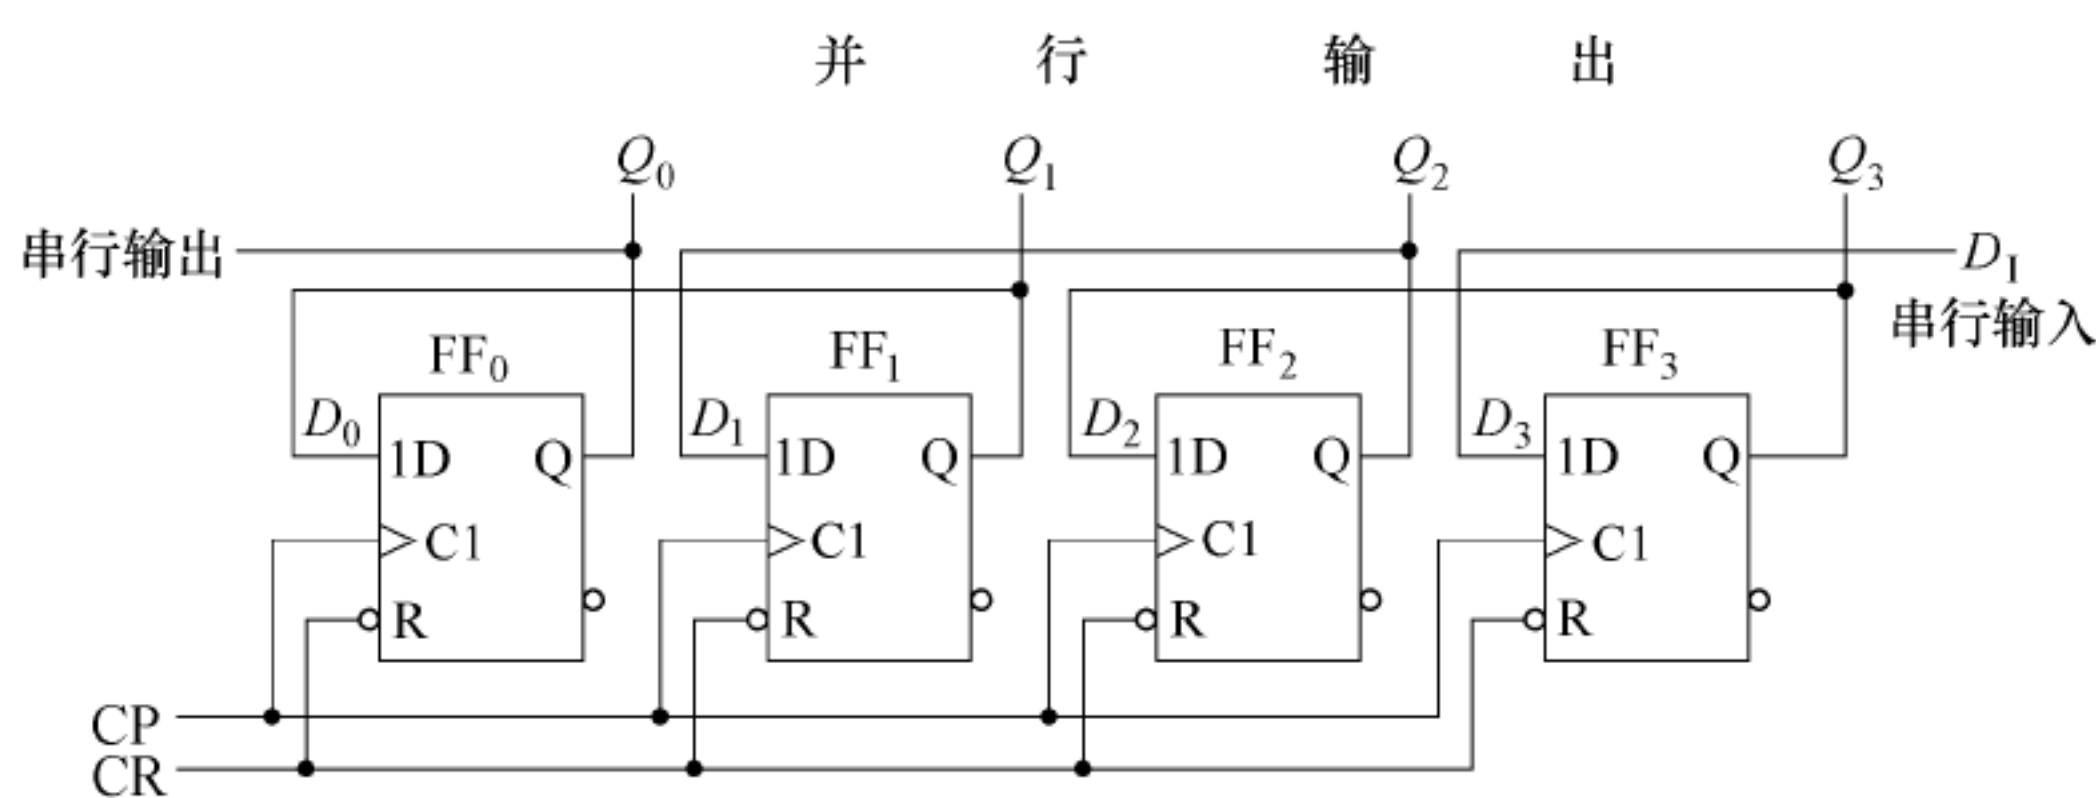 并 行 输 出
Q0 Q1 Q2 Q3
串行输出 DI
串行输入
FF0 FF1 FF2 FF3
D0 D1 D2 D3
1D Q 1D Q 1D Q 1D Q
C1 C1 C1 C1
R R R R
CP
CR